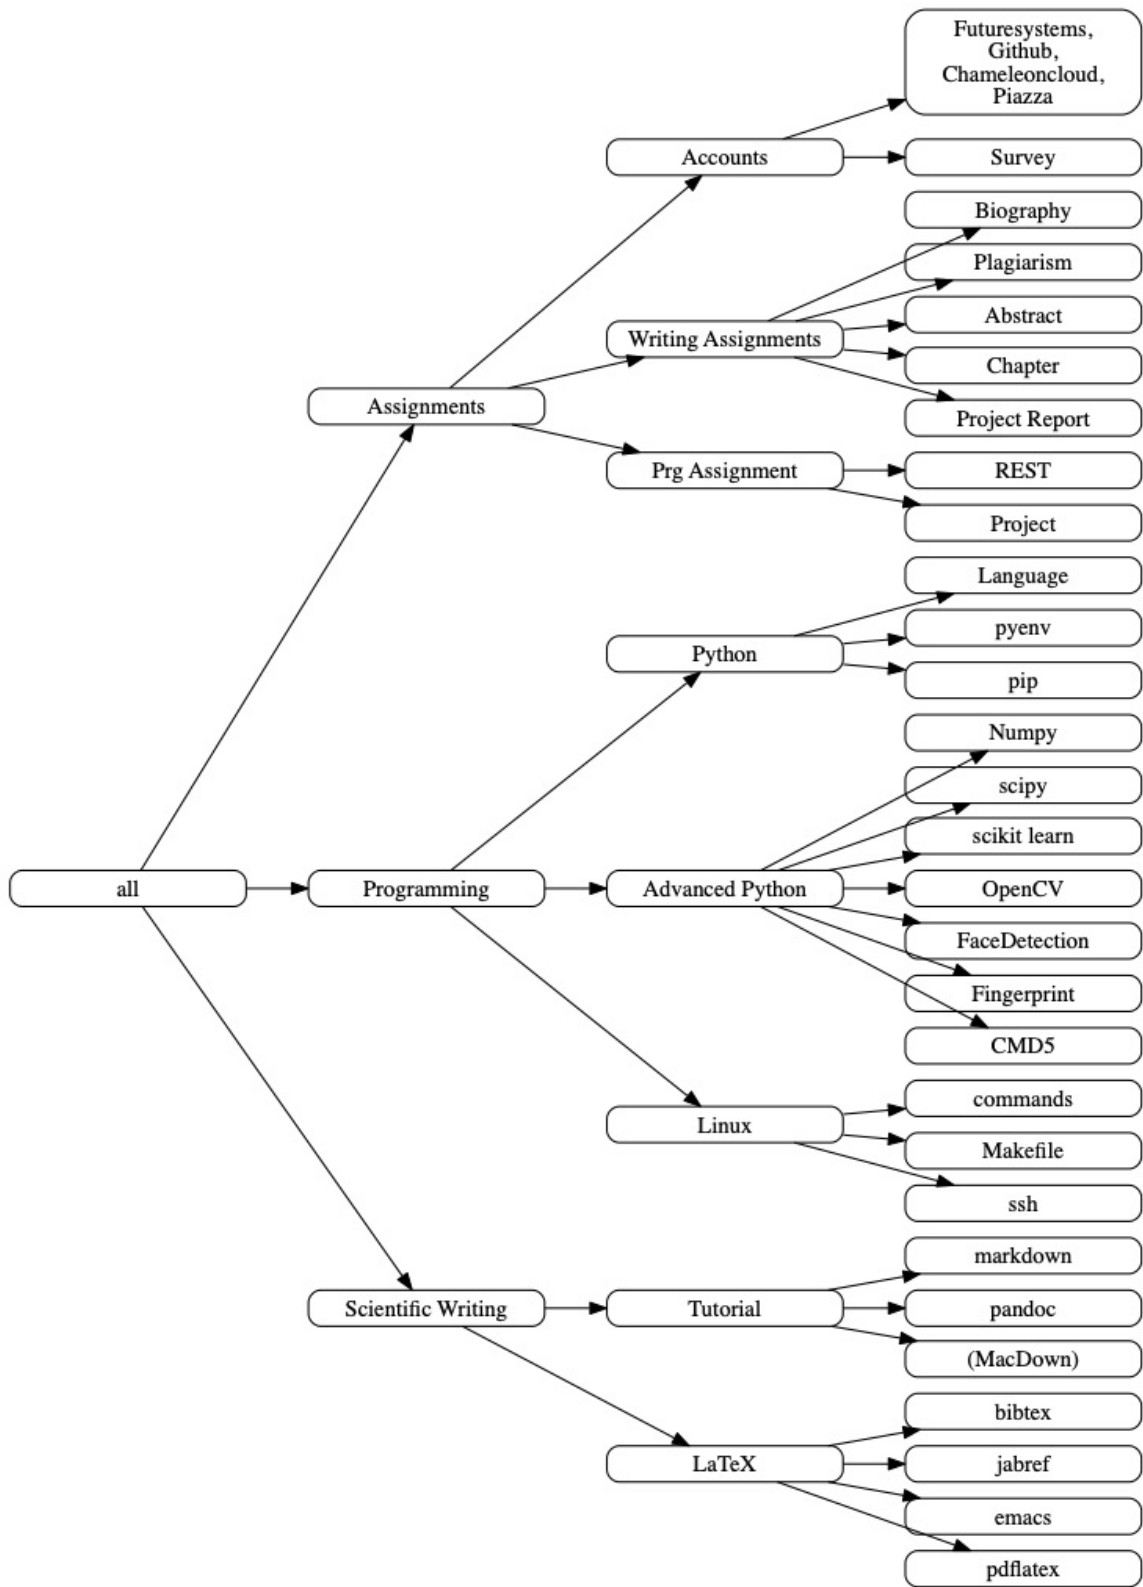 Futuresystems,
Github,
Chameleoncloud,
Piazza
Accounts
Survey
Biography
Plagiarism
Abstract
Writing Assignments
Chapter
Assignments
Project Report
Prg Assignment
REST
Project
Language
pyenv
Python
pip
Numpy
scipy
scikit learn
all
Programming
Advanced Python
OpenCV
FaceDetection
Fingerprint
CMD5
commands
Linux
Makefile
ssh
markdown
Scientific Writing
Tutorial
pandoc
(MacDown)
bibtex
LaTeX
jabref
emacs
pdflatex